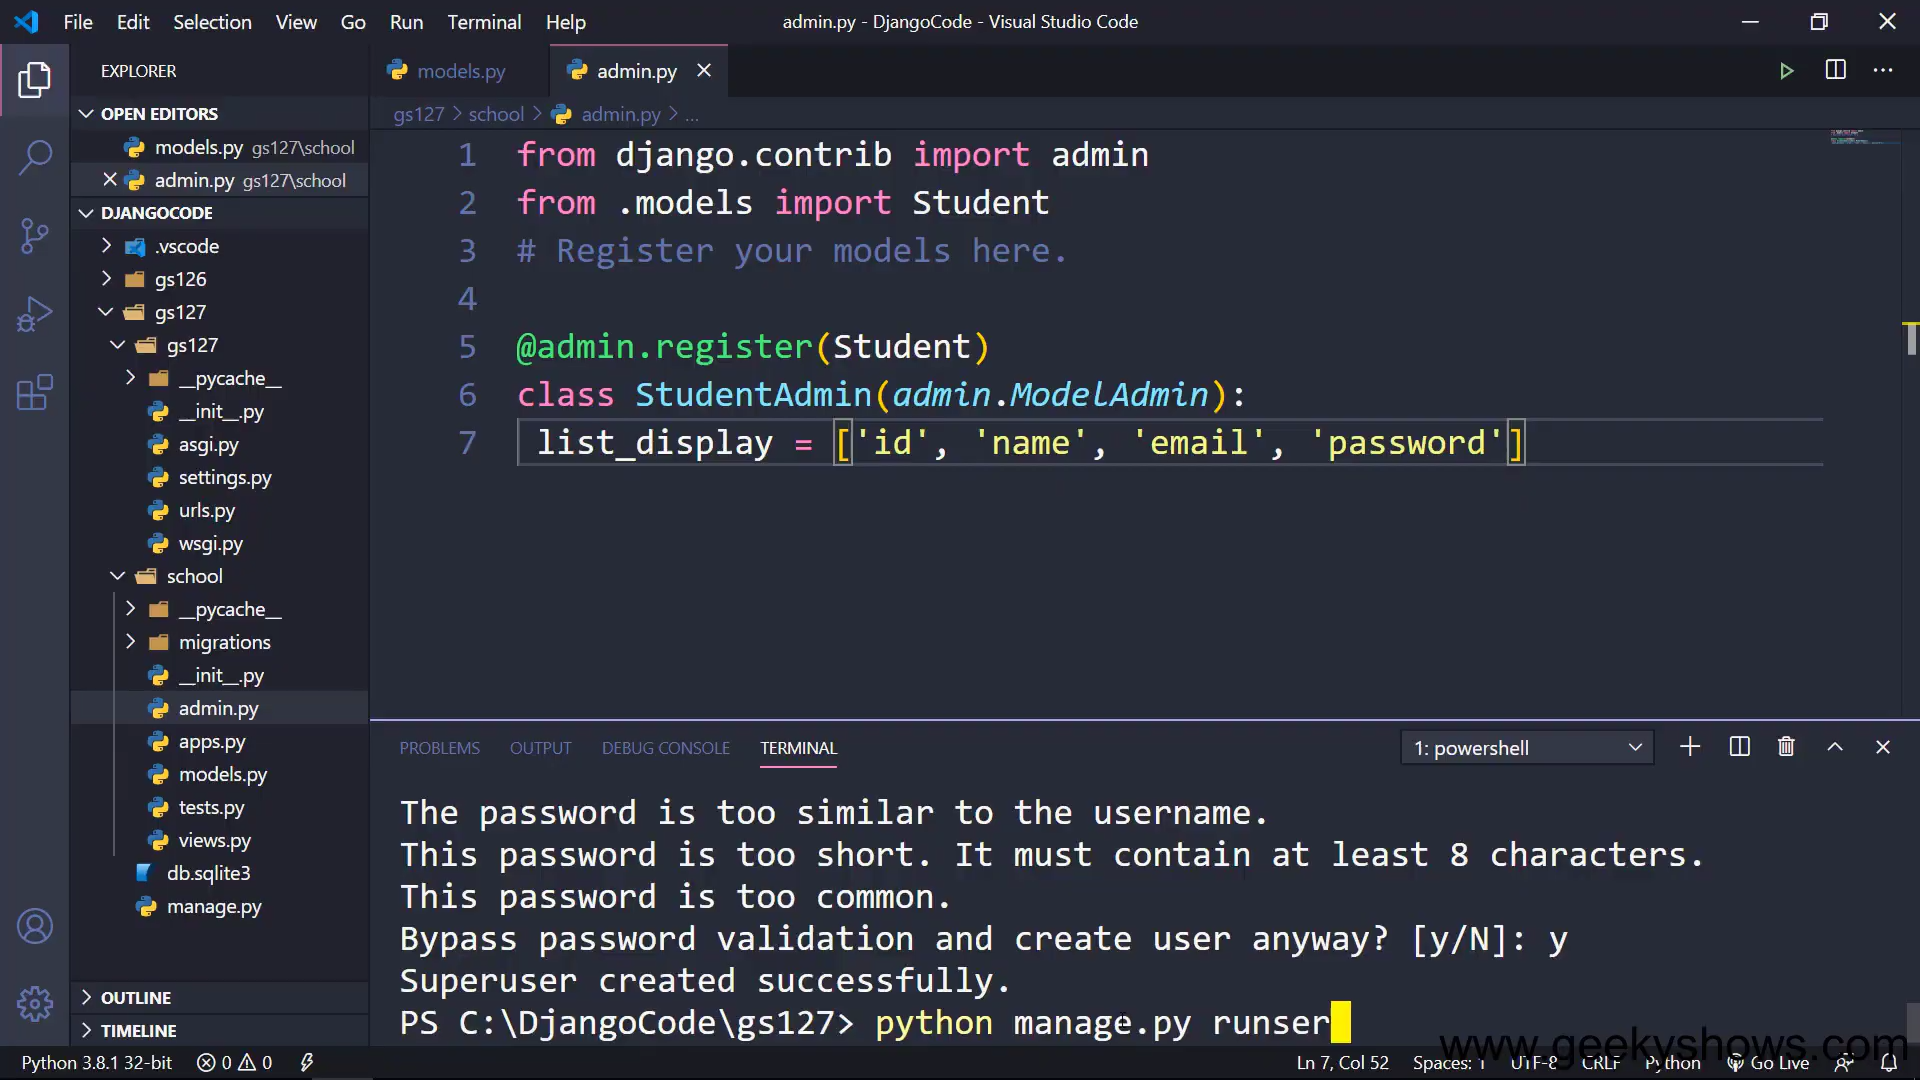 File Edit Selection View Go Run Terminal Help
admin.py - DjangoCode - Visual Studio Code
EXPLORER
OPEN EDITORS
models.py gs127\school
admin.py gs127\school
DJANGOCODE
.vscode
gs126
gs127
gs127
__pycache__
__init__.py
asgi.py
settings.py
urls.py
wsgi.py
school
__pycache__
migrations
__init__.py
admin.py
apps.py
models.py
tests.py
views.py
db.sqlite3
manage.py
OUTLINE
TIMELINE
models.py
admin.py
gs127 > school > admin.py > ...
1 from django.contrib import admin
2 from .models import Student
3 # Register your models here.
4
5 @admin.register(Student)
6 class StudentAdmin(admin.ModelAdmin):
7 list_display = ['id', 'name', 'email', 'password']
PROBLEMS OUTPUT DEBUG CONSOLE TERMINAL
1: powershell
The password is too similar to the username.
This password is too short. It must contain at least 8 characters.
This password is too common.
Bypass password validation and create user anyway? [y/N]: y
Superuser created successfully.
PS C:\DjangoCode\gs127> python manage.py runser
www.geekyshows.com
Python 3.8.1 32-bit 0 0 Ln 7, Col 52 Spaces: 1 UTF-8 CRLF Python Go Live